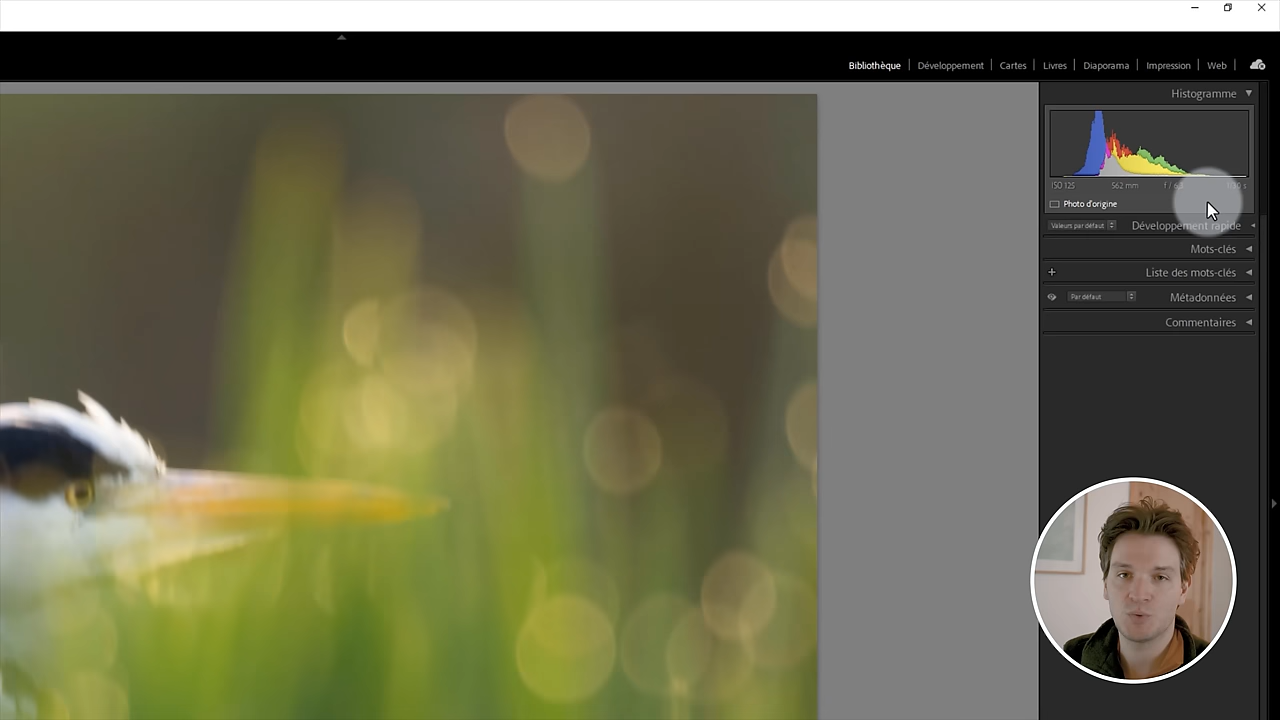 Bibliothèque | Développement | Cartes | Livres | Diaporama | Impression | Web |
Histogramme
ISO 125 562 mm
Photo d'origine
Valeurs par défaut Développement rapide
Mots-clés
+ Liste des mots-clés
Par défaut Métadonnées
Commentaires